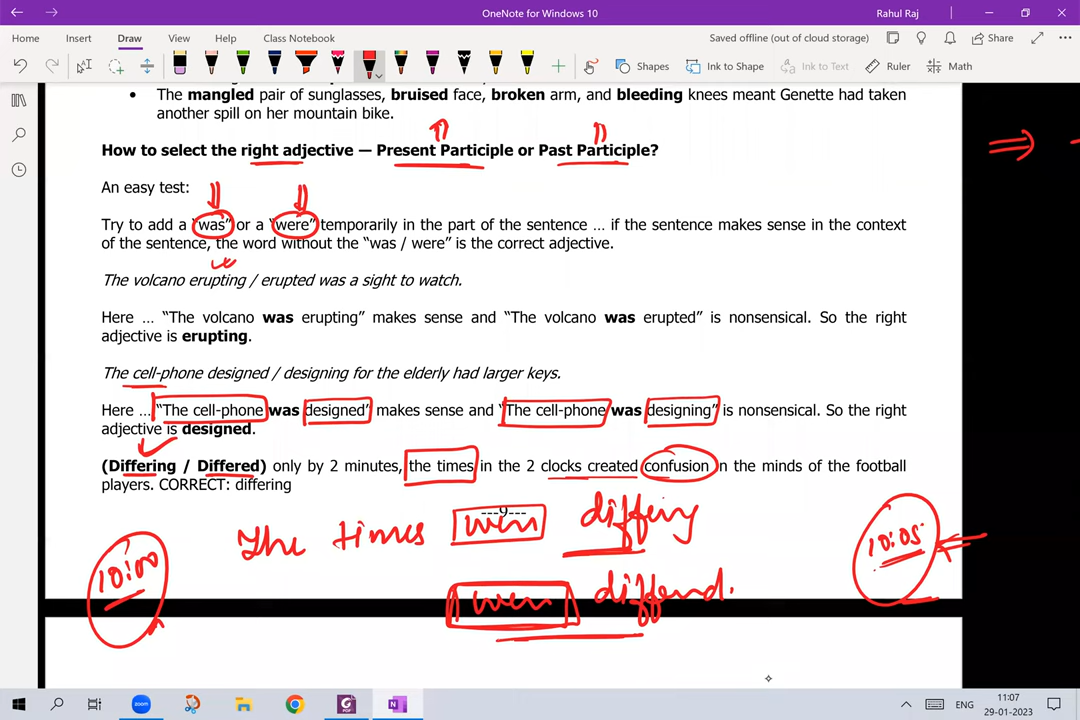 OneNote for Windows 10
Rahul Raj
Home Insert Draw View Help Class Notebook
Saved offline (out of cloud storage)
Share
Shapes
Ink to Shape
Ink to Text
Ruler
Math
• The mangled pair of sunglasses, bruised face, broken arm, and bleeding knees meant Genette had taken
another spill on her mountain bike.
How to select the right adjective — Present Participle or Past Participle?
An easy test:
Try to add a “was” or a “were” temporarily in the part of the sentence … if the sentence makes sense in the context
of the sentence, the word without the “was / were” is the correct adjective.
The volcano erupting / erupted was a sight to watch.
Here … “The volcano was erupting” makes sense and “The volcano was erupted” is nonsensical. So the right
adjective is erupting.
The cell-phone designed / designing for the elderly had larger keys.
Here … “The cell-phone was designed” makes sense and “The cell-phone was designing” is nonsensical. So the right
adjective is designed.
(Differing / Differed) only by 2 minutes, the times in the 2 clocks created confusion in the minds of the football
players. CORRECT: differing
---9---
The times were differing
were differed.
10:00
10:05
zoom
ENG
11:07
29-01-2023